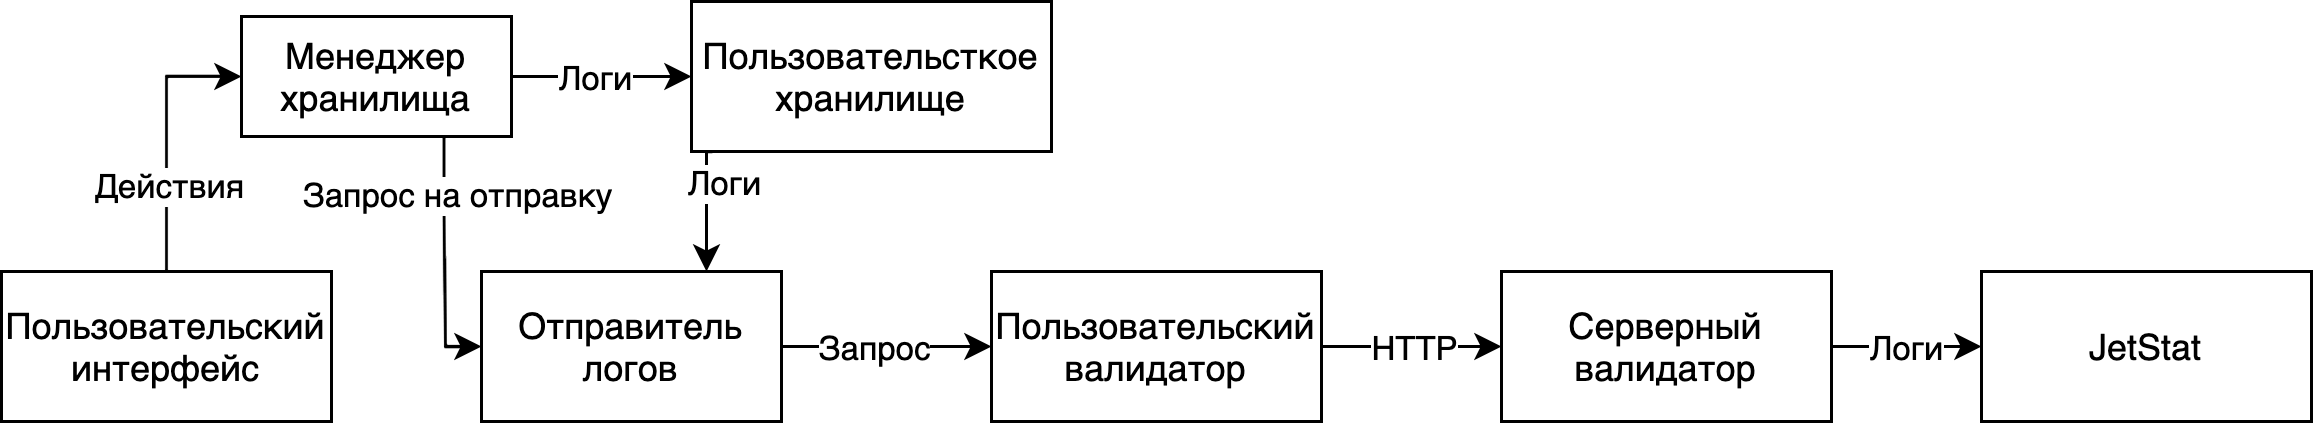 Менеджер
хранилища
Логи
Пользовательсткое
хранилище
Действия
Запрос на отправку
Логи
Пользовательский
интерфейс
Отправитель
логов
Запрос
Пользовательский
валидатор
HTTP
Серверный
валидатор
Логи
JetStat